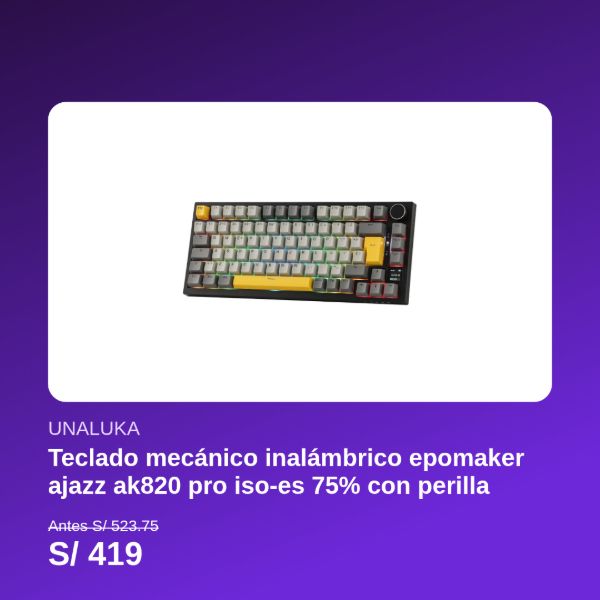 UNALUKA
Teclado mecánico inalámbrico epomaker
ajazz ak820 pro iso-es 75% con perilla
Antes S/ 523.75
S/ 419